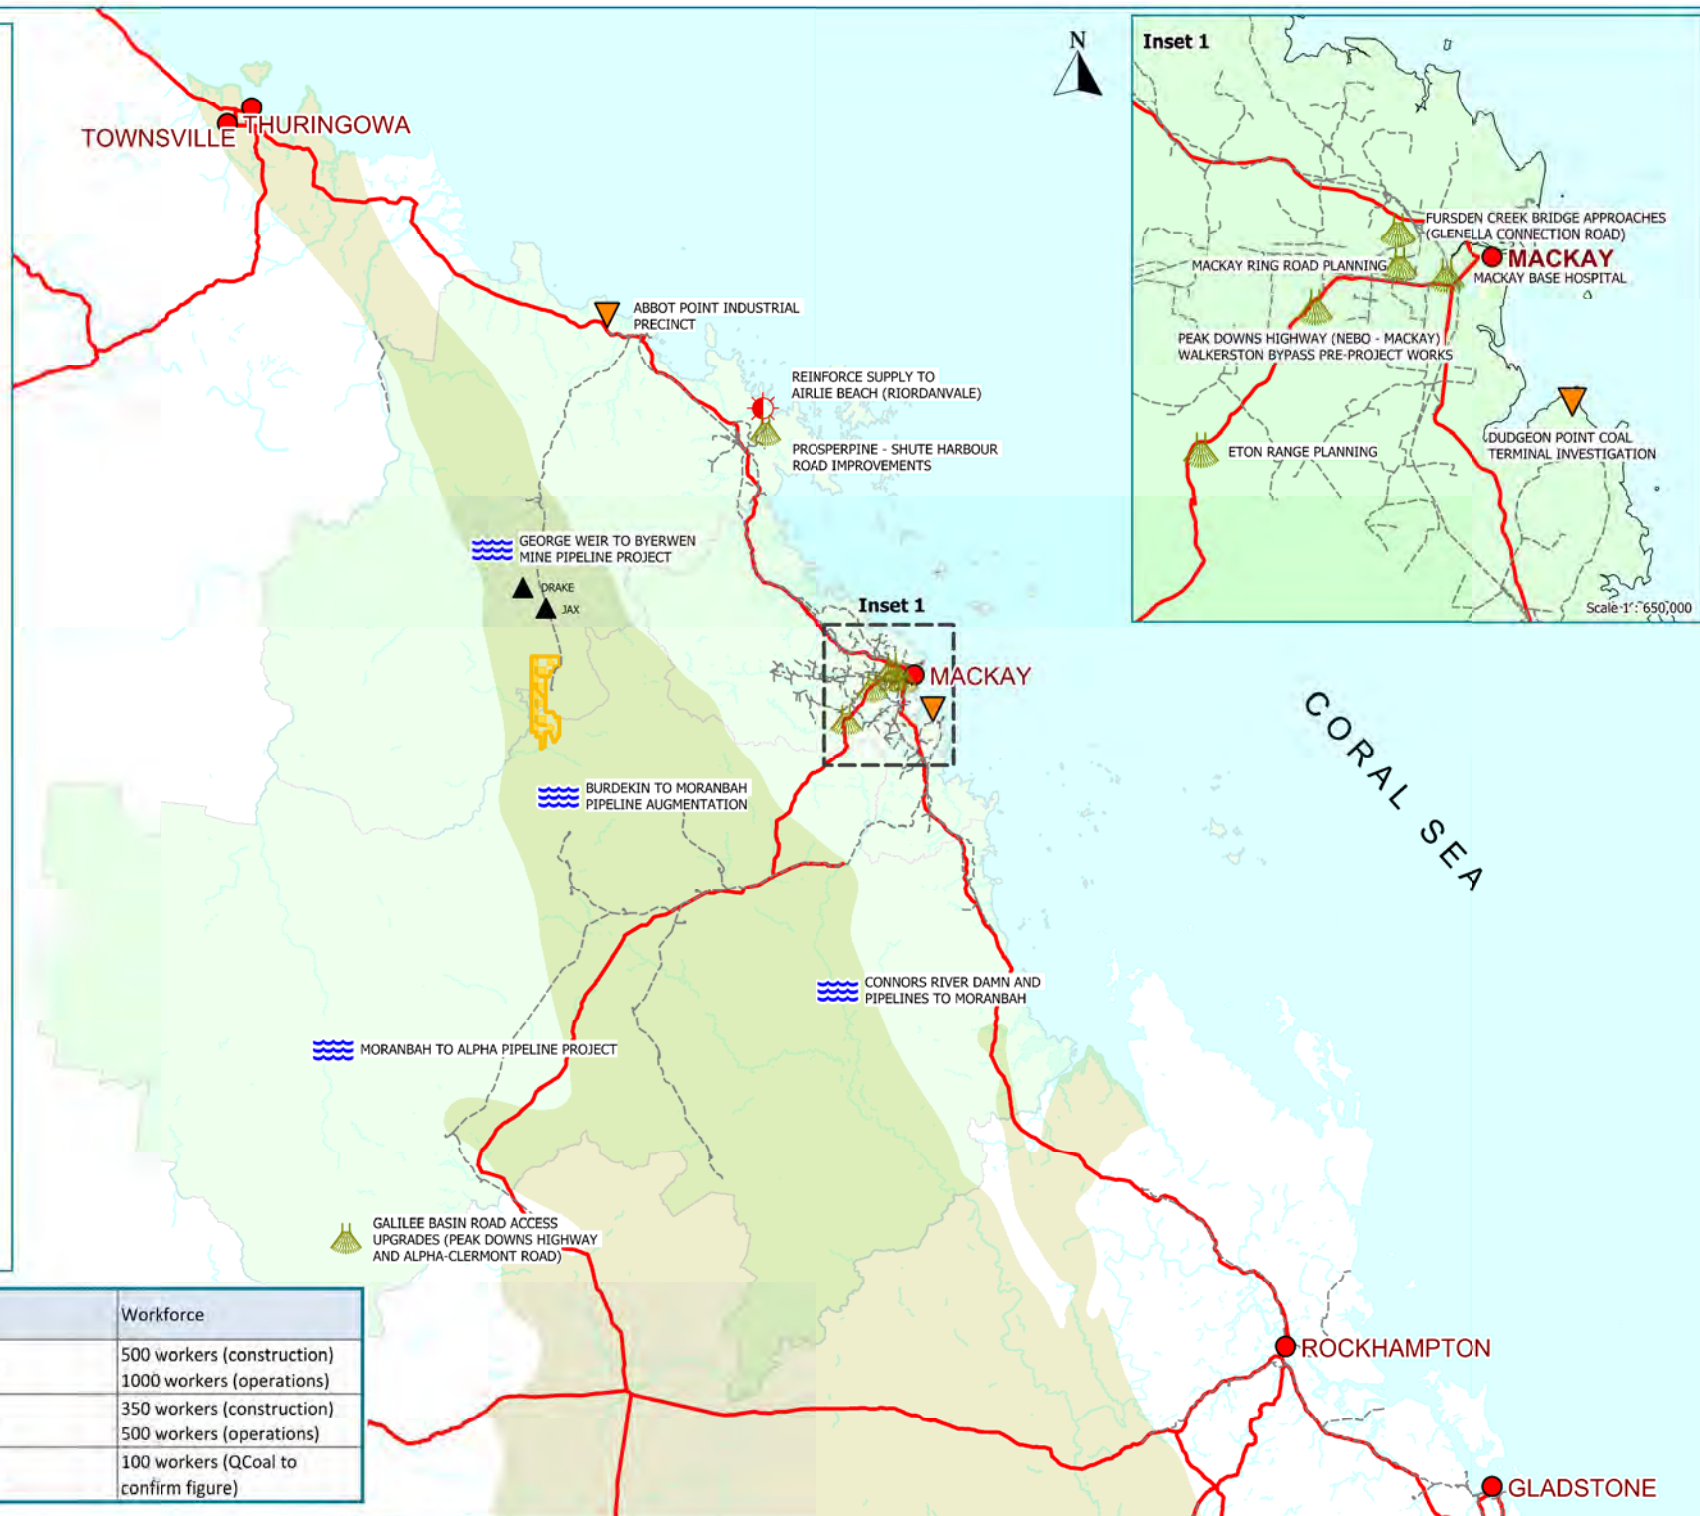 N
Inset 1
THURINGOWA
TOWNSVILLE
FURSDEN CREEK BRIDGE APPROACHES
(GLENELLA CONNECTION ROAD)
MACKAY
MACKAY RING ROAD PLANNING
MACKAY BASE HOSPITAL
PEAK DOWNS HIGHWAY (NEBO - MACKAY)
WALKERSTON BYPASS PRE-PROJECT WORKS
ETON RANGE PLANNING
DUDGEON POINT COAL
TERMINAL INVESTIGATION
Scale 1 : 650,000
ABBOT POINT INDUSTRIAL
PRECINCT
REINFORCE SUPPLY TO
AIRLIE BEACH (RIORDANVALE)
PROSPERPINE - SHUTE HARBOUR
ROAD IMPROVEMENTS
GEORGE WEIR TO BYERWEN
MINE PIPELINE PROJECT
DRAKE
JAX
Inset 1
MACKAY
CORAL SEA
BURDEKIN TO MORANBAH
PIPELINE AUGMENTATION
CONNORS RIVER DAMN AND
PIPELINES TO MORANBAH
MORANBAH TO ALPHA PIPELINE PROJECT
GALILEE BASIN ROAD ACCESS
UPGRADES (PEAK DOWNS HIGHWAY
AND ALPHA-CLERMONT ROAD)
ROCKHAMPTON
GLADSTONE
Workforce
500 workers (construction)
1000 workers (operations)
350 workers (construction)
500 workers (operations)
100 workers (QCoal to
confirm figure)